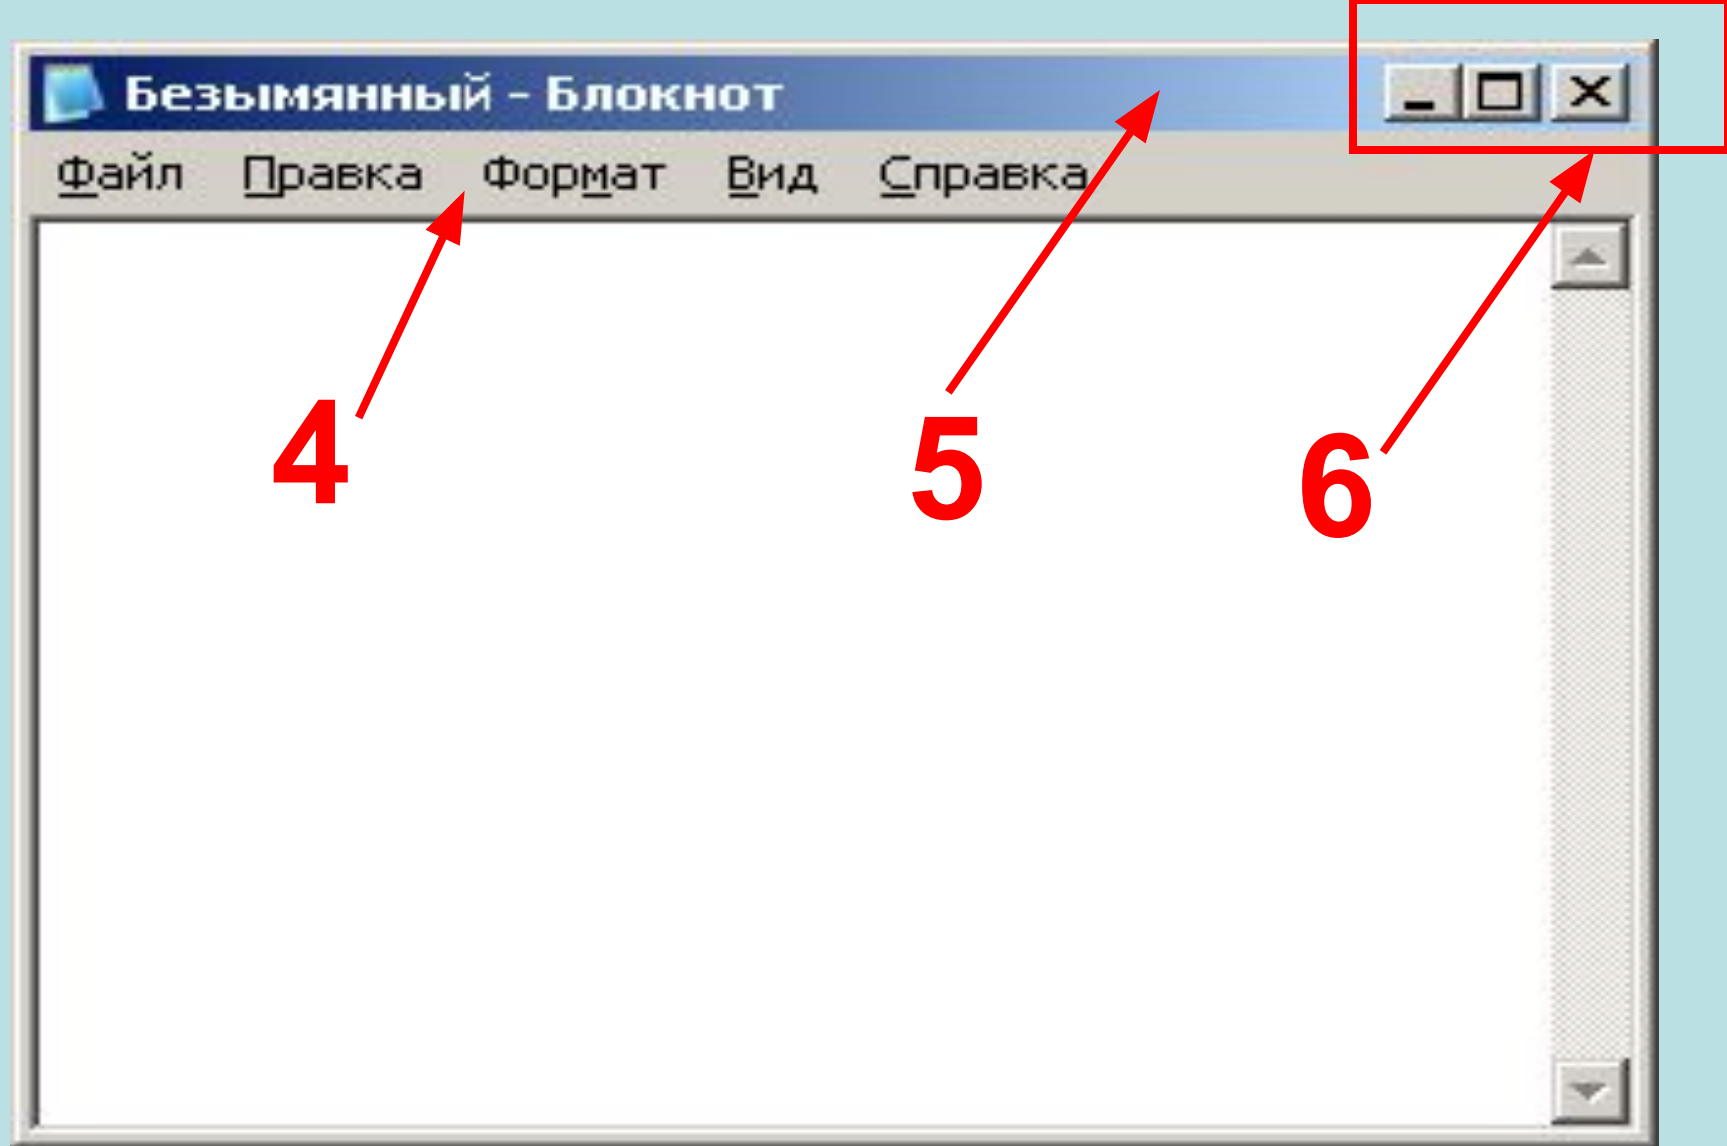 Безымянный - Блокнот
Файл Правка Формат Вид Справка
4 5 6